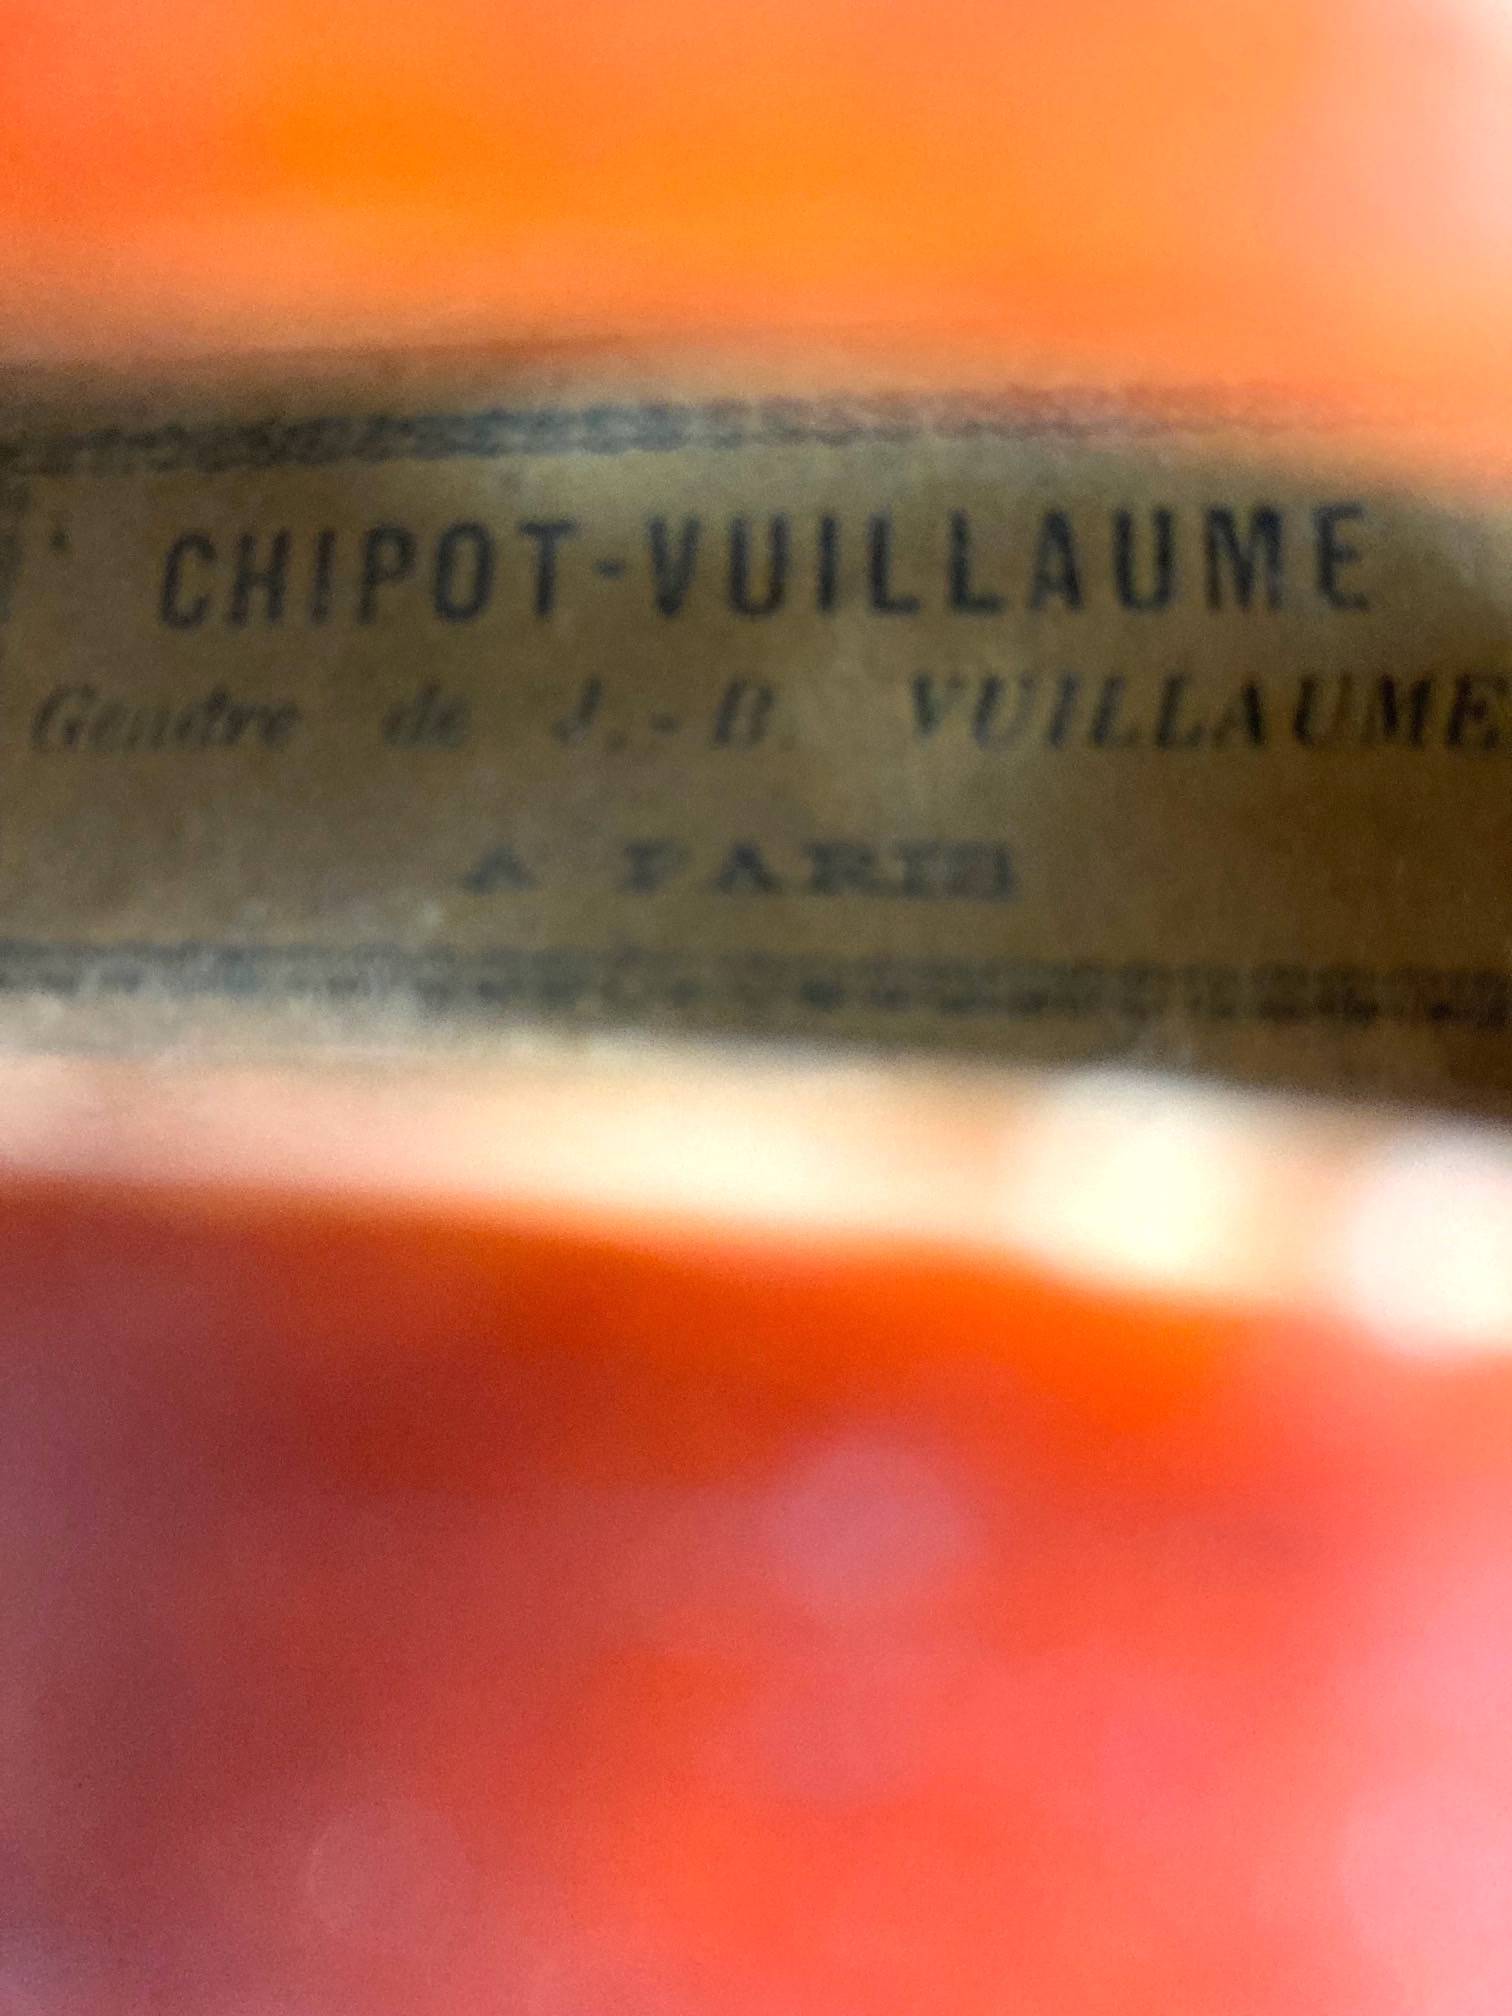 CHIPOT-VUILLAUME
Gendre de J.-B. VUILLAUME
A PARIS